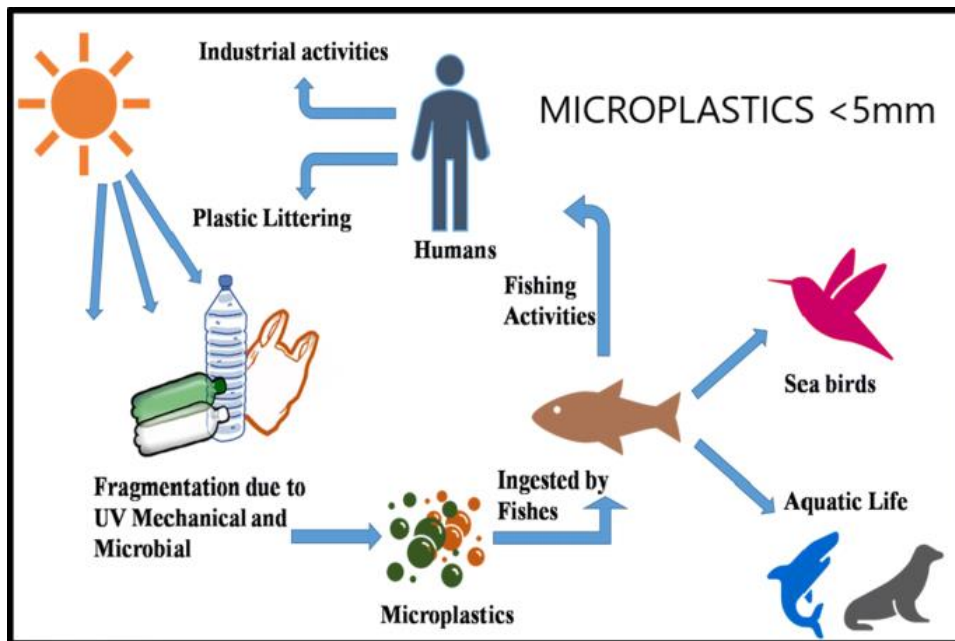 Industrial activities
MICROPLASTICS <5mm
Plastic Littering
Humans
Fishing
Activities
Sea birds
Fragmentation due to
UV Mechanical and
Microbial
Ingested by
Fishes
Aquatic Life
Microplastics